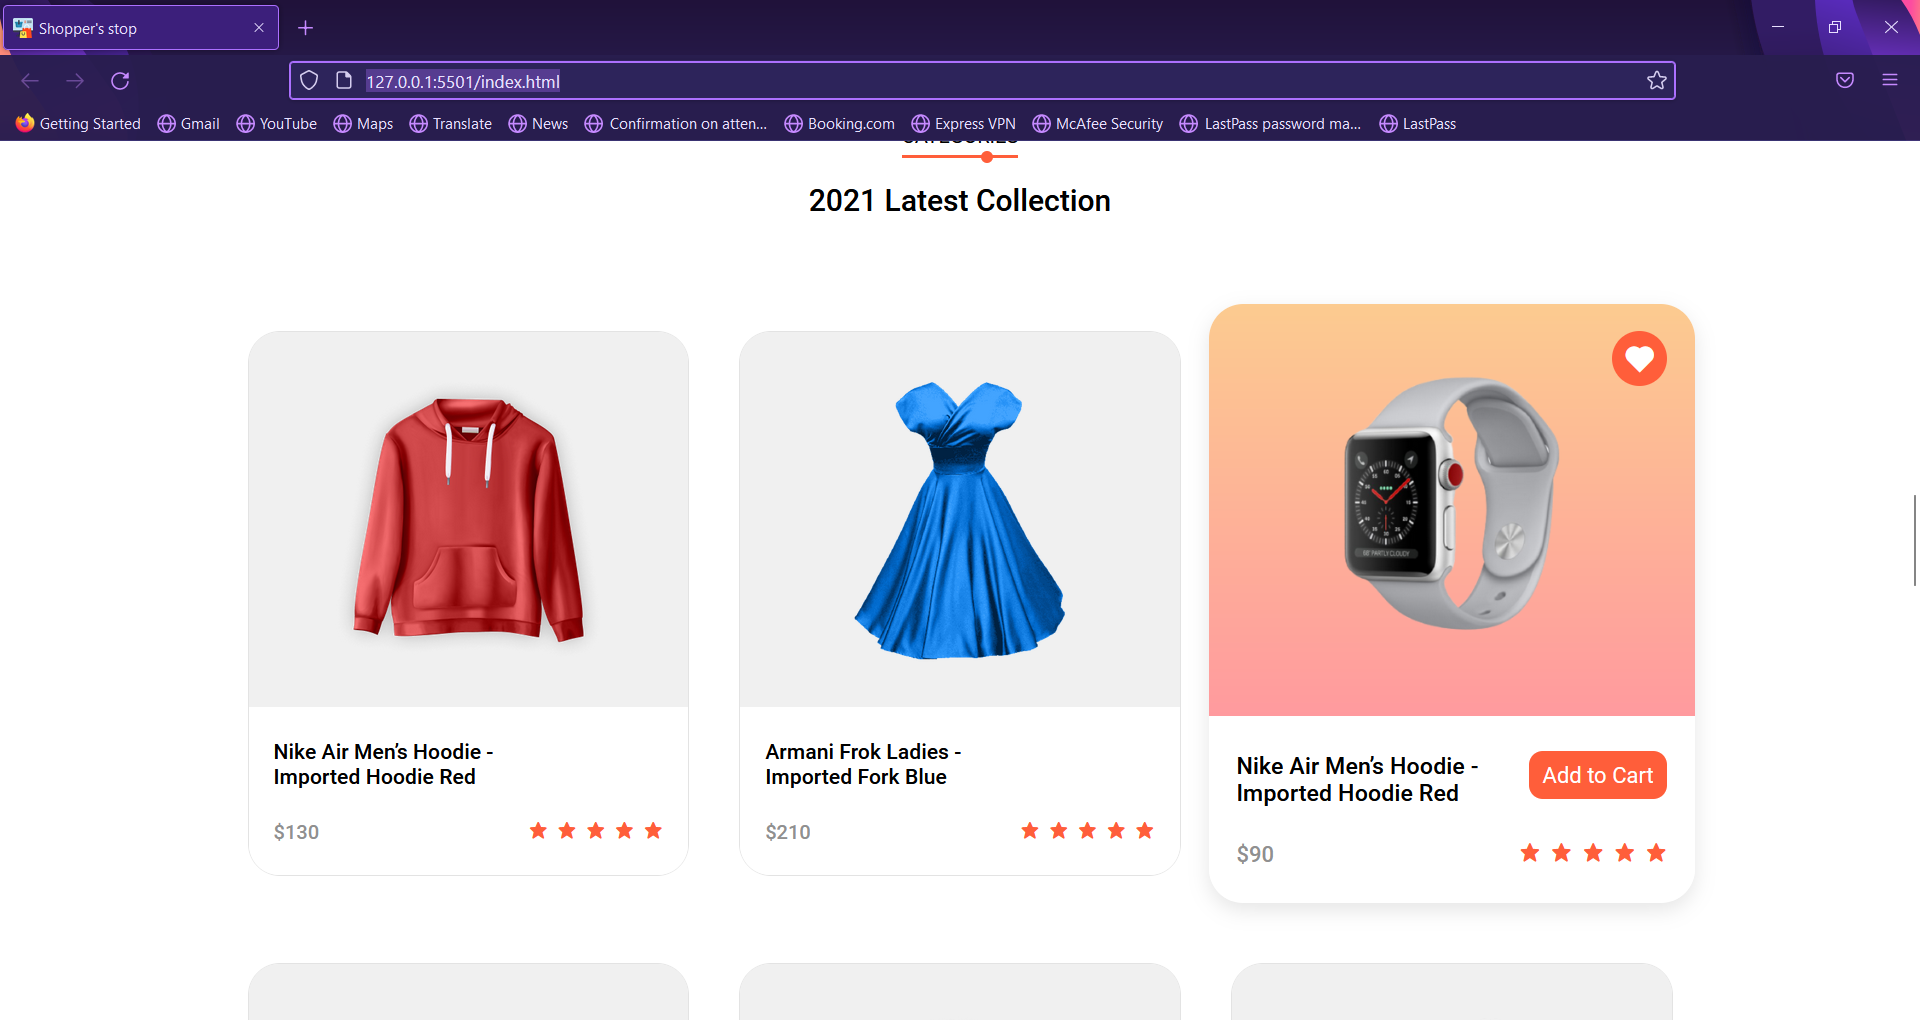 Shopper's stop
127.0.0.1:5501/index.html
Getting Started Gmail YouTube Maps Translate News Confirmation on atten... Booking.com Express VPN McAfee Security LastPass password ma... LastPass
CATEGORIES
2021 Latest Collection
Nike Air Men’s Hoodie -
Imported Hoodie Red
$130
Armani Frok Ladies -
Imported Fork Blue
$210
Nike Air Men’s Hoodie -
Imported Hoodie Red
Add to Cart
$90